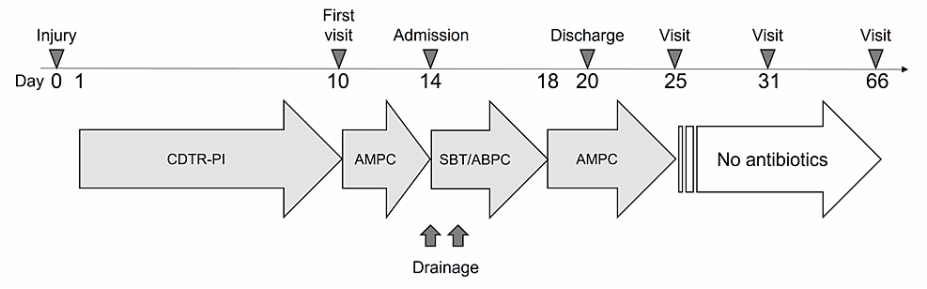 First
Injury visit Admission Discharge Visit Visit Visit
Day 0 1 10 14 18 20 25 31 66
CDTR-PI AMPC SBT/ABPC AMPC No antibiotics
Drainage